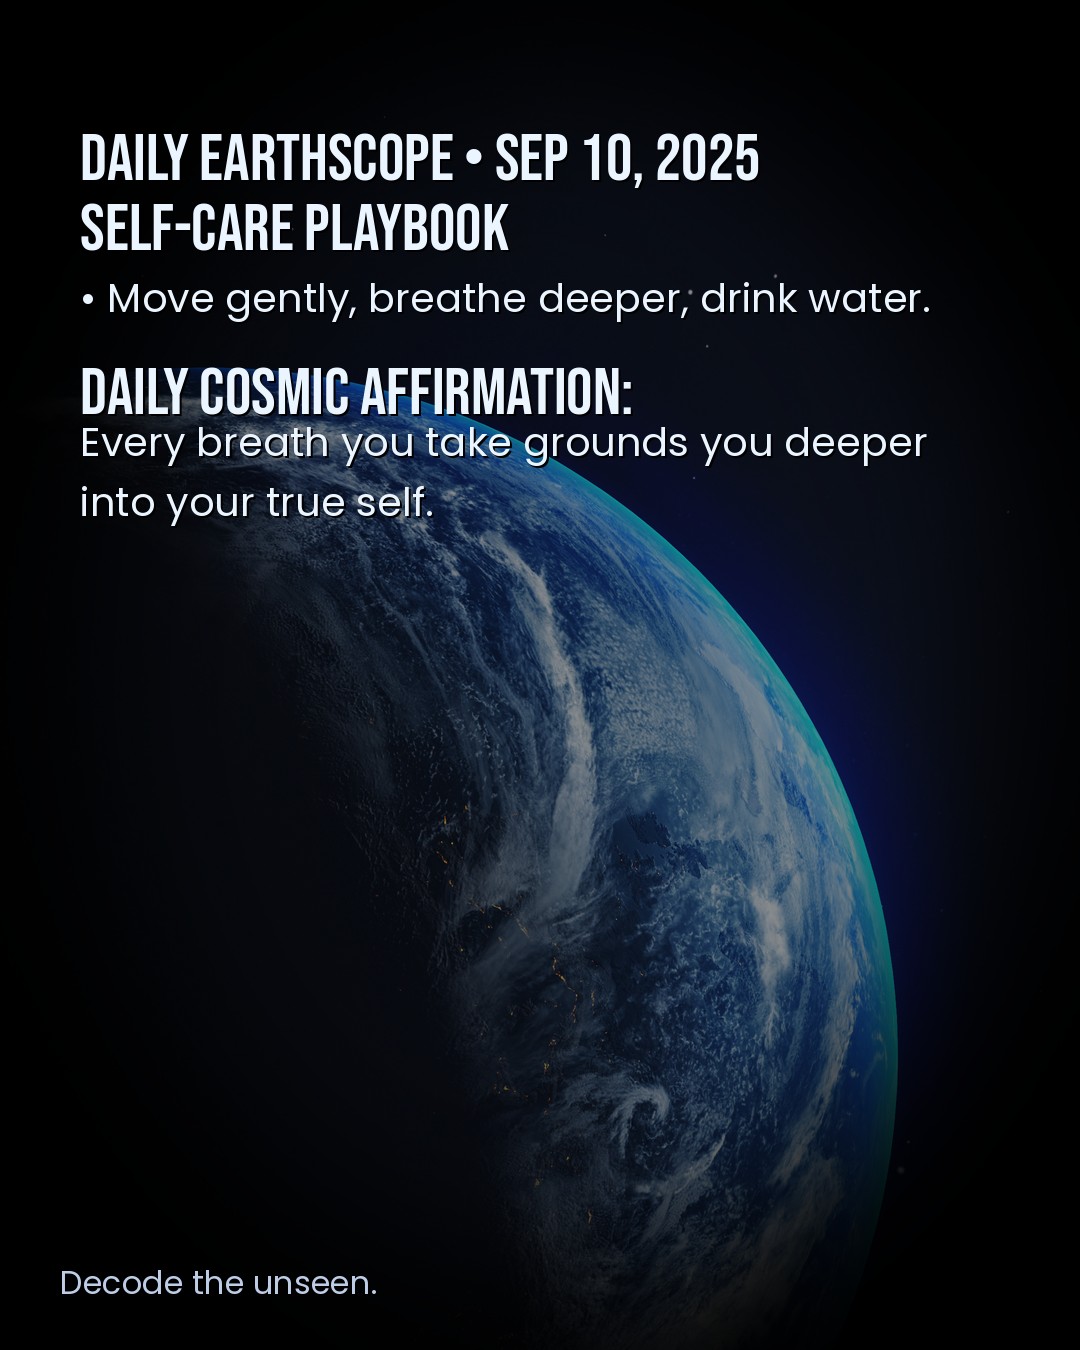 DAILY EARTHSCOPE • SEP 10, 2025
SELF-CARE PLAYBOOK
• Move gently, breathe deeper, drink water.
DAILY COSMIC AFFIRMATION:
Every breath you take grounds you deeper
into your true self.
Decode the unseen.